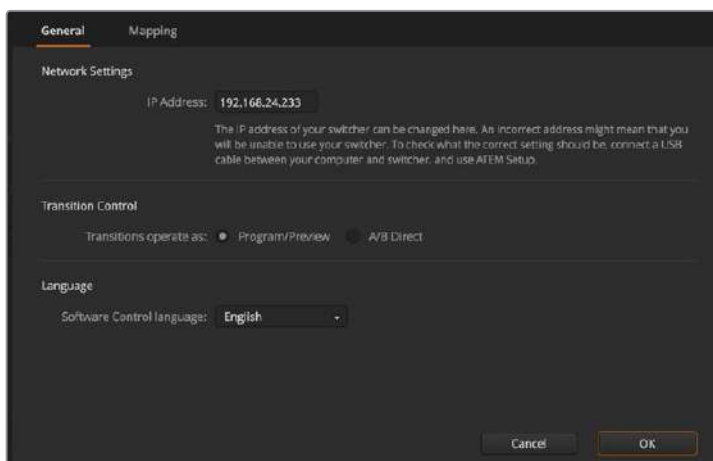 General Mapping
Network Settings
IP Address: 192.168.24.233
The IP address of your switcher can be changed here. An incorrect address might mean that you
will be unable to use your switcher. To check what the correct setting should be, connect a USB
cable between your computer and switcher, and use ATEM Setup.
Transition Control
Transitions operate as: Program/Preview A/B Direct
Language
Software Control language: English
Cancel OK